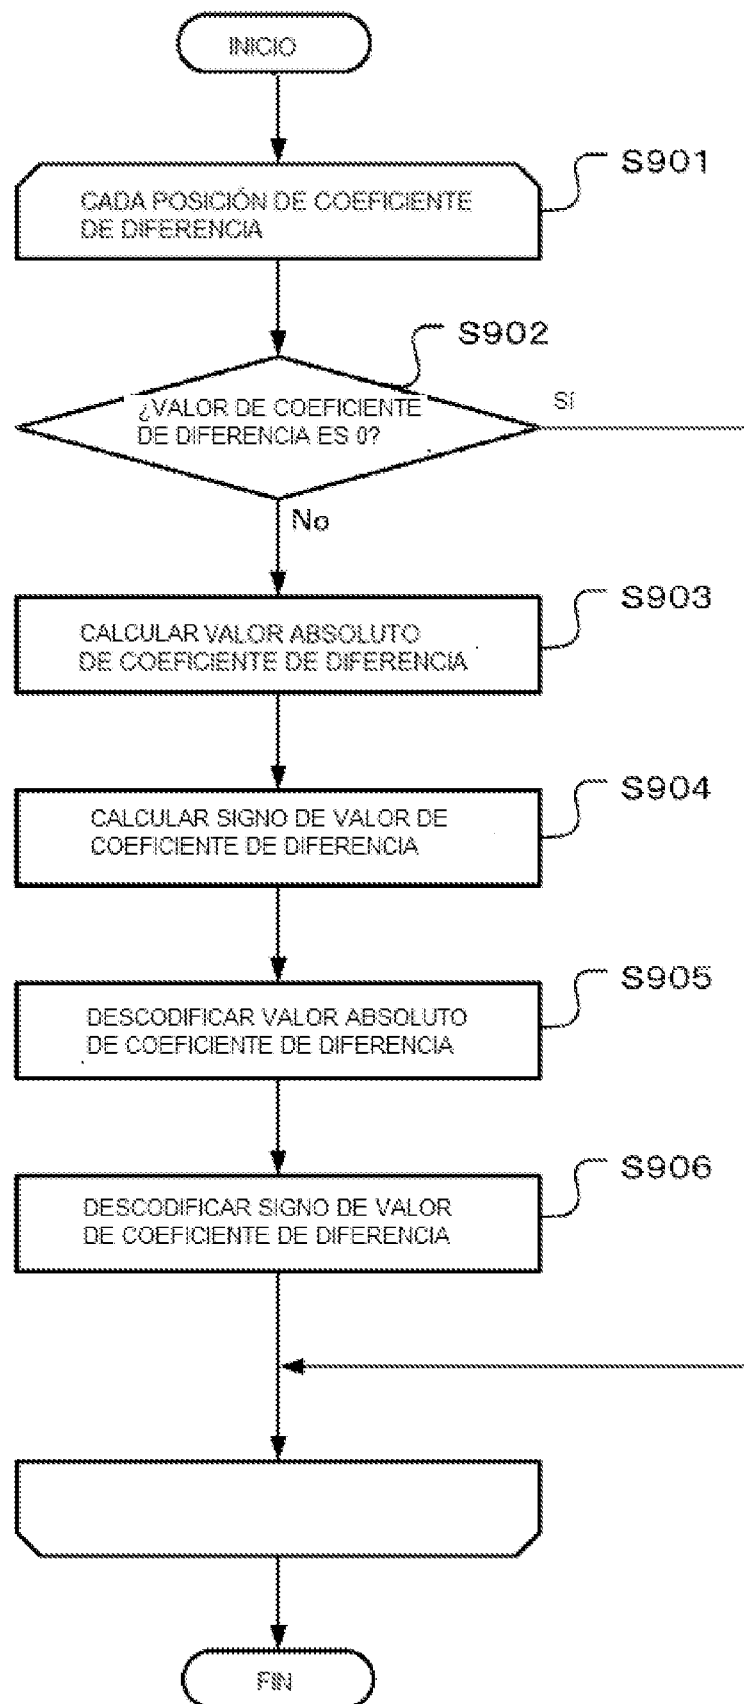 INICIO
S901
CADA POSICIÓN DE COEFICIENTE
DE DIFERENCIA
S902
¿VALOR DE COEFICIENTE
DE DIFERENCIA ES 0?
Sí
No
S903
CALCULAR VALOR ABSOLUTO
DE COEFICIENTE DE DIFERENCIA
S904
CALCULAR SIGNO DE VALOR DE
COEFICIENTE DE DIFERENCIA
S905
DESCODIFICAR VALOR ABSOLUTO
DE COEFICIENTE DE DIFERENCIA
S906
DESCODIFICAR SIGNO DE VALOR
DE COEFICIENTE DE DIFERENCIA
FIN